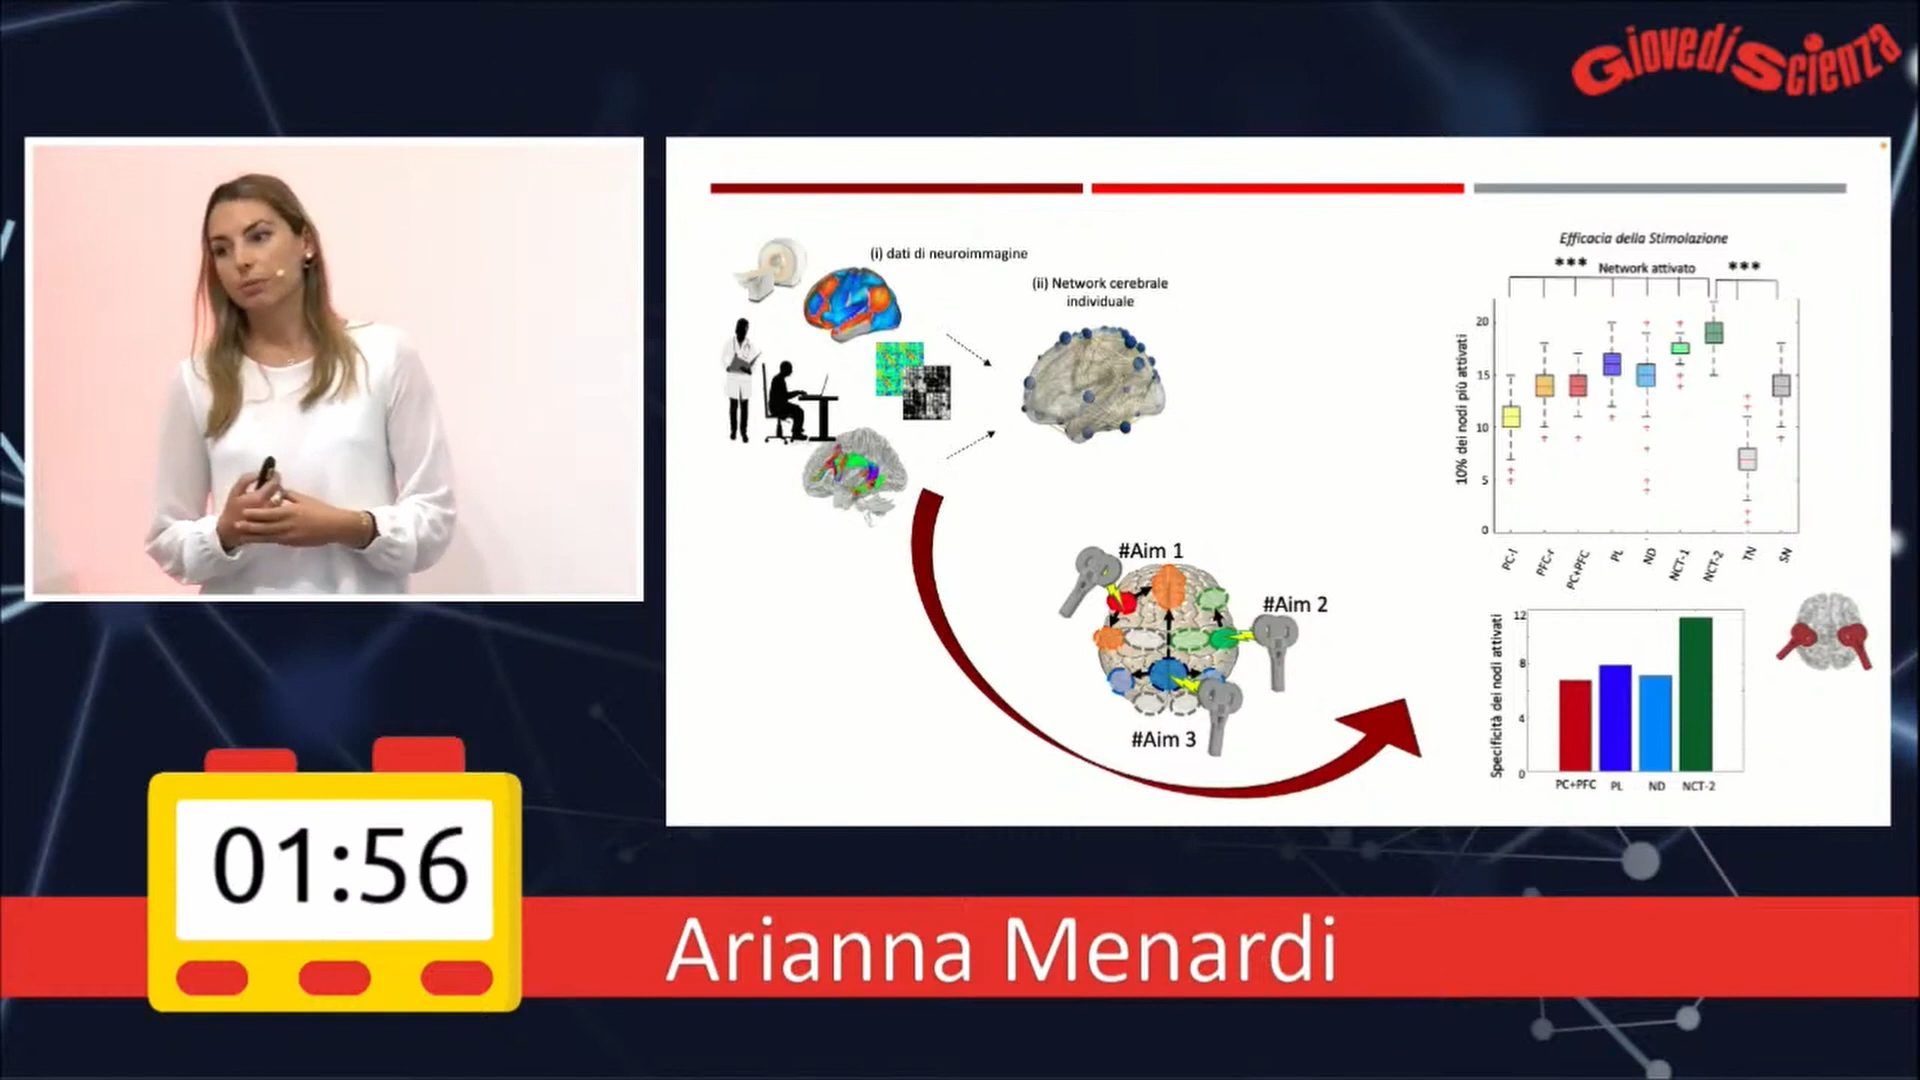 GiovedìScienza
(i) dati di neuroimmagine
(ii) Network cerebrale
individuale
#Aim 1
#Aim 2
#Aim 3
Efficacia della Stimolazione
*** Network attivato ***
10% dei nodi più attivati
20
15
10
5
0
PC-l
PFC-r
PC+PFC
PL
ND
NCT-1
NCT-2
TN
SN
Specificità dei nodi attivati
12
8
4
0
PC+PFC PL ND NCT-2
01:56
Arianna Menardi